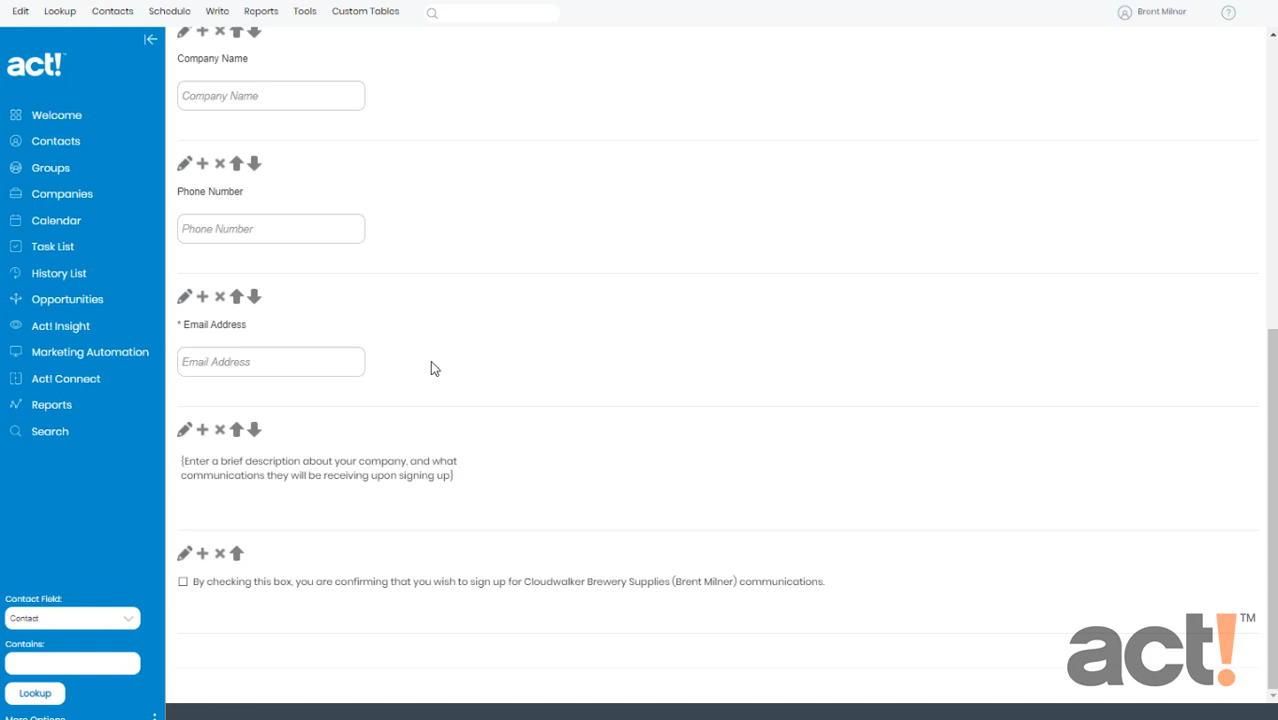 Edit Lookup Contacts Schedule Write Reports Tools Custom Tables Brent Milner ?
act!
Welcome
Contacts
Groups
Companies
Calendar
Task List
History List
Opportunities
Act! Insight
Marketing Automation
Act! Connect
Reports
Search
Contact Field:
Contact
Contains:
Lookup
More Options
Company Name
Company Name
Phone Number
Phone Number
* Email Address
Email Address
{Enter a brief description about your company, and what
communications they will be receiving upon signing up}
By checking this box, you are confirming that you wish to sign up for Cloudwalker Brewery Supplies (Brent Milner) communications.
act! TM